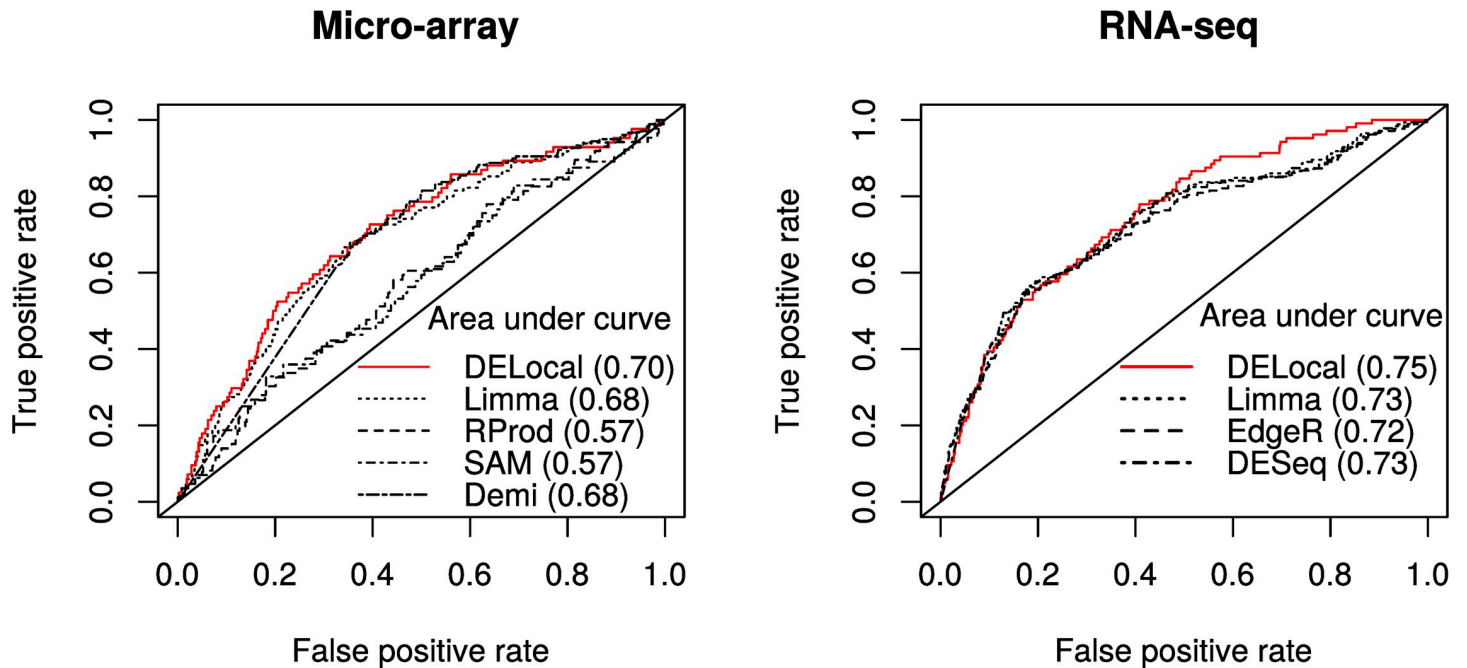 Micro-array
True positive rate
1.0
0.8
0.6
0.4
0.2
0.0
Area under curve
DELocal (0.70)
Limma (0.68)
RProd (0.57)
SAM (0.57)
Demi (0.68)
0.0 0.2 0.4 0.6 0.8 1.0
False positive rate
RNA-seq
True positive rate
1.0
0.8
0.6
0.4
0.2
0.0
Area under curve
DELocal (0.75)
Limma (0.73)
EdgeR (0.72)
DESeq (0.73)
0.0 0.2 0.4 0.6 0.8 1.0
False positive rate